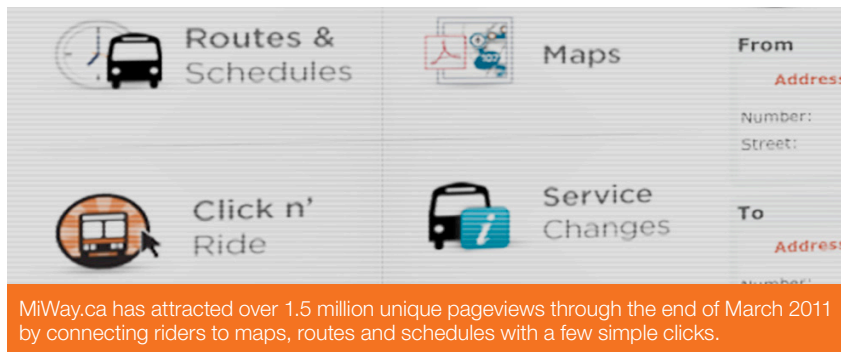 Routes &
Schedules
Maps
From
Address
Number:
Street:
Click n'
Ride
Service
Changes
To
Address
Number:
MiWay.ca has attracted over 1.5 million unique pageviews through the end of March 2011
by connecting riders to maps, routes and schedules with a few simple clicks.